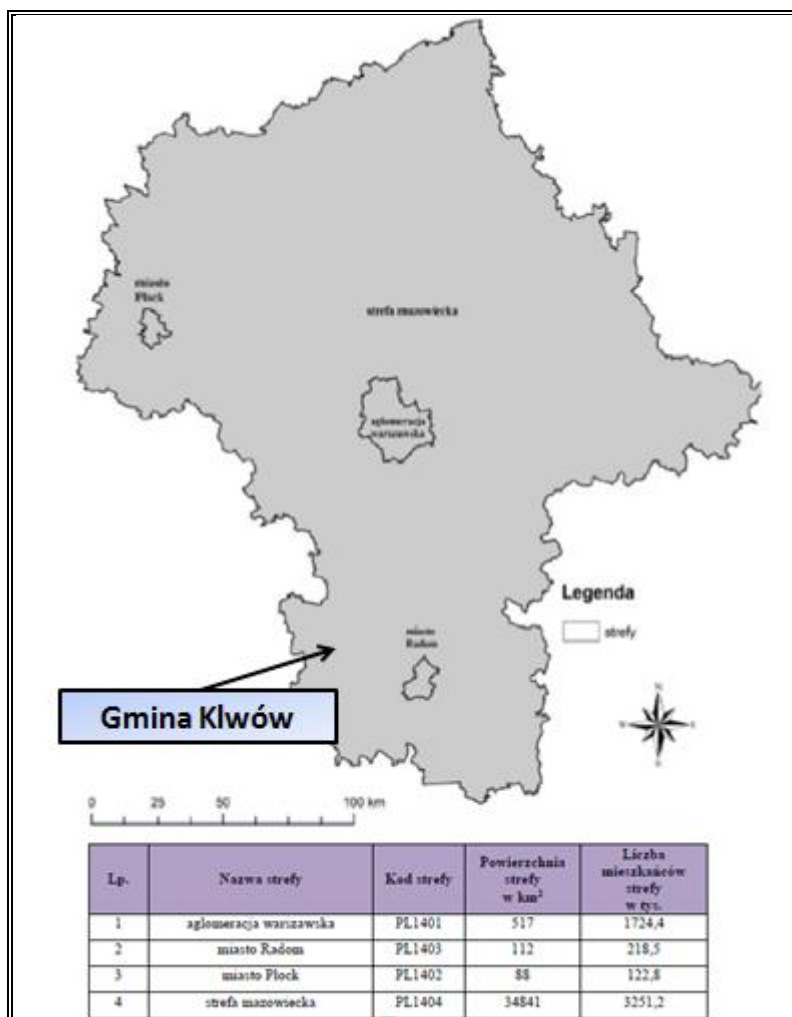 miasto
Płock
strefa mazowiecka
aglomeracja
warszawska
Legenda
strefy
miasto
Radom
Gmina Klwów
N
W E
S
0 25 50 100 km
Lp. Nazwa strefy Kod strefy Powierzchnia strefy w km² Liczba mieszkańców strefy w tys.
1 aglomeracja warszawska PL1401 517 1724,4
2 miasto Radom PL1403 112 218,5
3 miasto Płock PL1402 88 122,8
4 strefa mazowiecka PL1404 34841 3251,2